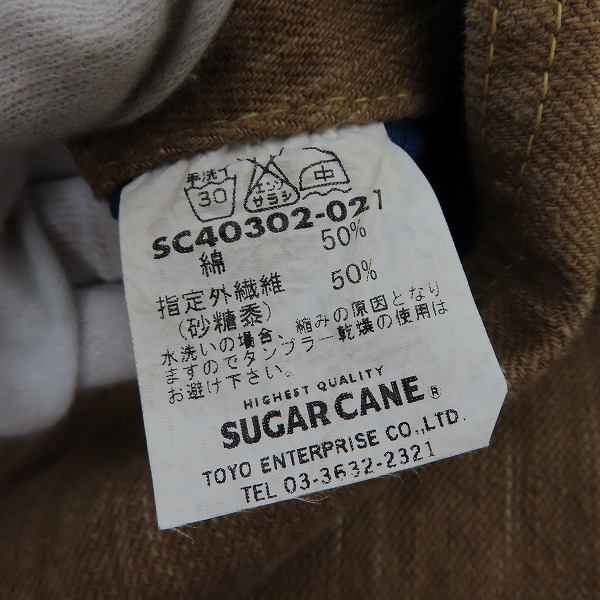 手洗イ
30
エンソ
サラシ
中
SC40302-021
綿 50%
指定外繊維 50%
(砂糖黍)
水洗いの場合、縮みの原因となり
ますのでタンブラー乾燥の使用は
お避け下さい。
HIGHEST QUALITY
SUGAR CANE®
TOYO ENTERPRISE CO.,LTD.
TEL 03-3632-2321